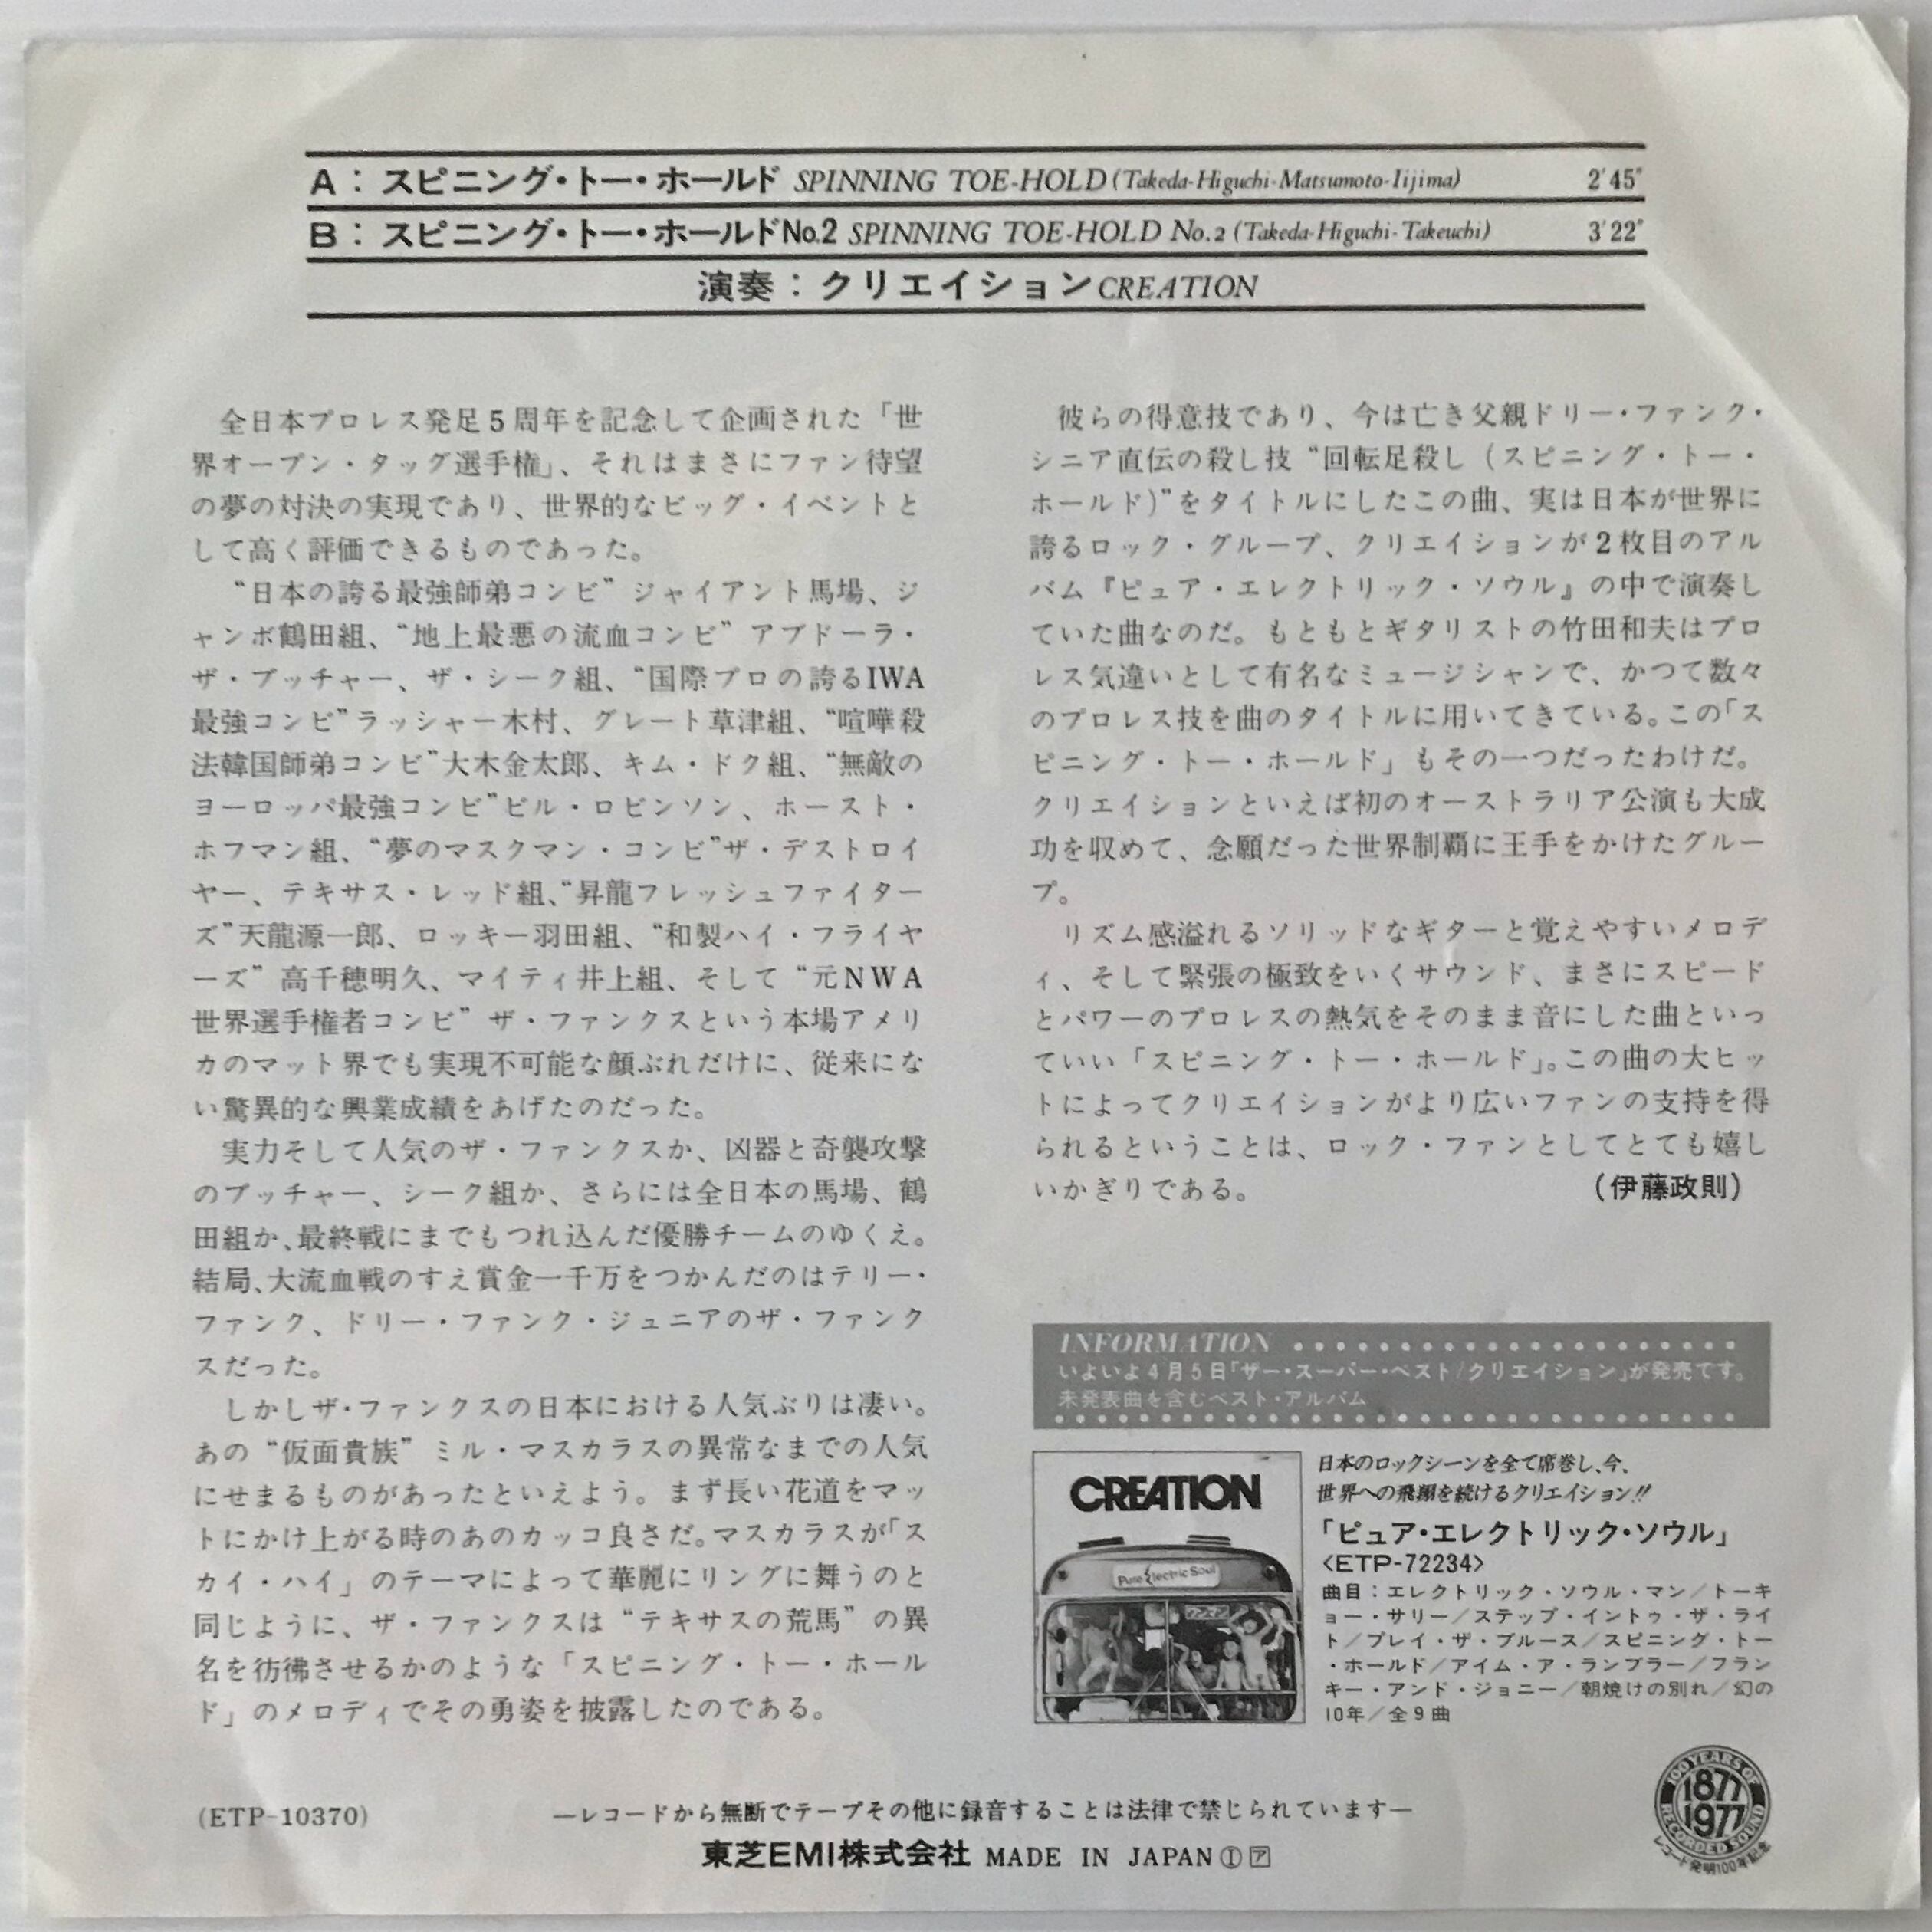 A：スピニング・トー・ホールド SPINNING TOE-HOLD (Takeda-Higuchi-Matsumoto-Iijima) 2'45"
B：スピニング・トー・ホールドNo.2 SPINNING TOE-HOLD No.2 (Takeda-Higuchi-Takeuchi) 3'22"
演奏：クリエイションCREATION
全日本プロレス発足5周年を記念して企画された「世
界オープン・タッグ選手権」、それはまさにファン待望
の夢の対決の実現であり、世界的なビッグ・イベントと
して高く評価できるものであった。
“日本の誇る最強師弟コンビ”ジャイアント馬場、ジ
ャンボ鶴田組、“地上最悪の流血コンビ”アブドーラ・
ザ・ブッチャー、ザ・シーク組、“国際プロの誇るIWA
最強コンビ”ラッシャー木村、グレート草津組、“喧嘩殺
法韓国師弟コンビ”大木金太郎、キム・ドク組、“無敵の
ヨーロッパ最強コンビ”ビル・ロビンソン、ホースト・
ホフマン組、“夢のマスクマン・コンビ”ザ・デストロイ
ヤー、テキサス・レッド組、“昇龍フレッシュファイター
ズ”天龍源一郎、ロッキー羽田組、“和製ハイ・フライヤ
ーズ”高千穂明久、マイティ井上組、そして“元NWA
世界選手権者コンビ”ザ・ファンクスという本場アメリ
カのマット界でも実現不可能な顔ぶれだけに、従来にな
い驚異的な興業成績をあげたのだった。
実力そして人気のザ・ファンクスか、凶器と奇襲攻撃
のブッチャー、シーク組か、さらには全日本の馬場、鶴
田組か、最終戦にまでもつれ込んだ優勝チームのゆくえ。
結局、大流血戦のすえ賞金一千万をつかんだのはテリー・
ファンク、ドリー・ファンク・ジュニアのザ・ファンク
スだった。
しかしザ・ファンクスの日本における人気ぶりは凄い。
あの“仮面貴族”ミル・マスカラスの異常なまでの人気
にせまるものがあったといえよう。まず長い花道をマッ
トにかけ上がる時のあのカッコ良さだ。マスカラスが「ス
カイ・ハイ」のテーマによって華麗にリングに舞うのと
同じように、ザ・ファンクスは“テキサスの荒馬”の異
名を彷彿させるかのような「スピニング・トー・ホール
ド」のメロディでその勇姿を披露したのである。
彼らの得意技であり、今は亡き父親ドリー・ファンク・
シニア直伝の殺し技“回転足殺し（スピニング・トー・
ホールド）”をタイトルにしたこの曲、実は日本が世界に
誇るロック・グループ、クリエイションが2枚目のアル
バム『ピュア・エレクトリック・ソウル』の中で演奏し
ていた曲なのだ。もともとギタリストの竹田和夫はプロ
レス気違いとして有名なミュージシャンで、かつて数々
のプロレス技を曲のタイトルに用いてきている。この「ス
ピニング・トー・ホールド」もその一つだったわけだ。
クリエイションといえば初のオーストラリア公演も大成
功を収めて、念願だった世界制覇に王手をかけたグルー
プ。
リズム感溢れるソリッドなギターと覚えやすいメロデ
ィ、そして緊張の極致をいくサウンド、まさにスピード
とパワーのプロレスの熱気をそのまま音にした曲といっ
ていい「スピニング・トー・ホールド」。この曲の大ヒッ
トによってクリエイションがより広いファンの支持を得
られるということは、ロック・ファンとしてとても嬉し
いかぎりである。 （伊藤政則）
INFORMATION
いよいよ4月5日「ザー・スーパー・ベスト/クリエイション」が発売です。
未発表曲を含むベスト・アルバム
CREATION
Pure Electric Soul
ワンマン
日本のロックシーンを全て席巻し、今、
世界への飛翔を続けるクリエイション!!
「ピュア・エレクトリック・ソウル」
〈ETP-72234〉
曲目：エレクトリック・ソウル・マン／トーキ
ョー・サリー／ステップ・イントゥ・ザ・ライ
ト／プレイ・ザ・ブルース／スピニング・トー
・ホールド／アイム・ア・ランブラー／フラン
キー・アンド・ジョニー／朝焼けの別れ／幻の
10年／全9曲
(ETP-10370)
—レコードから無断でテープその他に録音することは法律で禁じられています—
東芝EMI株式会社 MADE IN JAPAN Ⓘ ア
100 YEARS OF
1877
1977
RECORDED SOUND
レコード発明100年記念